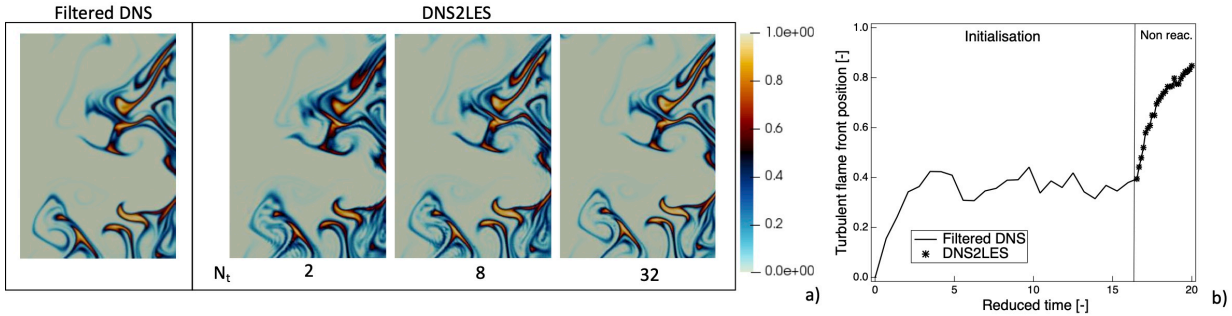 Filtered DNS
DNS2LES
N_t
2
8
32
1.0e+00
0.8
0.6
0.4
0.2
0.0e+00
a)
Turbulent flame front position [-]
1.0
0.8
0.6
0.4
0.2
0.0
Initialisation
Non reac.
Filtered DNS
DNS2LES
0
5
10
15
20
Reduced time [-]
b)